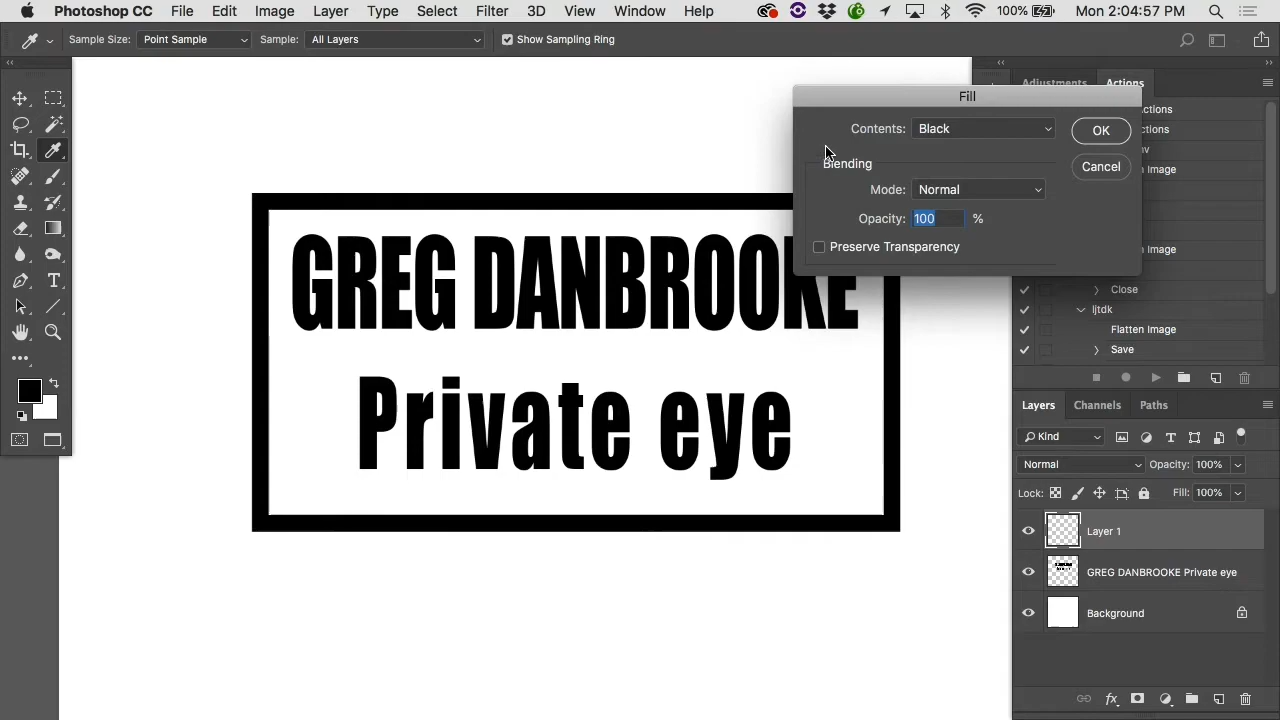 Photoshop CC File Edit Image Layer Type Select Filter 3D View Window Help 100% Mon 2:04:57 PM
Sample Size: Point Sample Sample: All Layers Show Sampling Ring
Adjustments Actions
Fill
Contents: Black OK
Blending Cancel
Mode: Normal
Opacity: 100 %
Preserve Transparency
GREG DANBROOKE
Private eye
Close
ljtdk
Flatten Image
Save
Layers Channels Paths
Kind
Normal Opacity: 100%
Lock: Fill: 100%
Layer 1
GREG DANBROOKE Private eye
Background